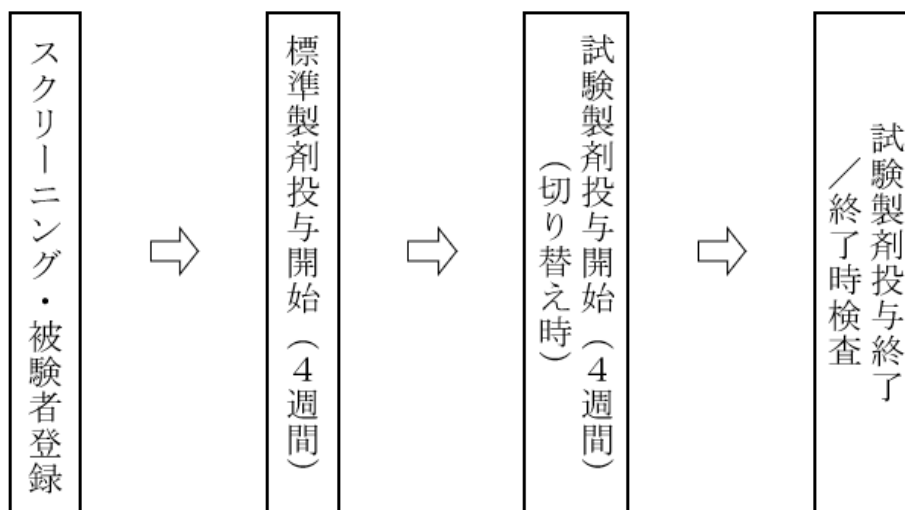 スクリーニング・被験者登録
標準製剤投与開始（4週間）
試験製剤投与開始（4週間）
（切り替え時）
試験製剤投与終了
／終了時検査